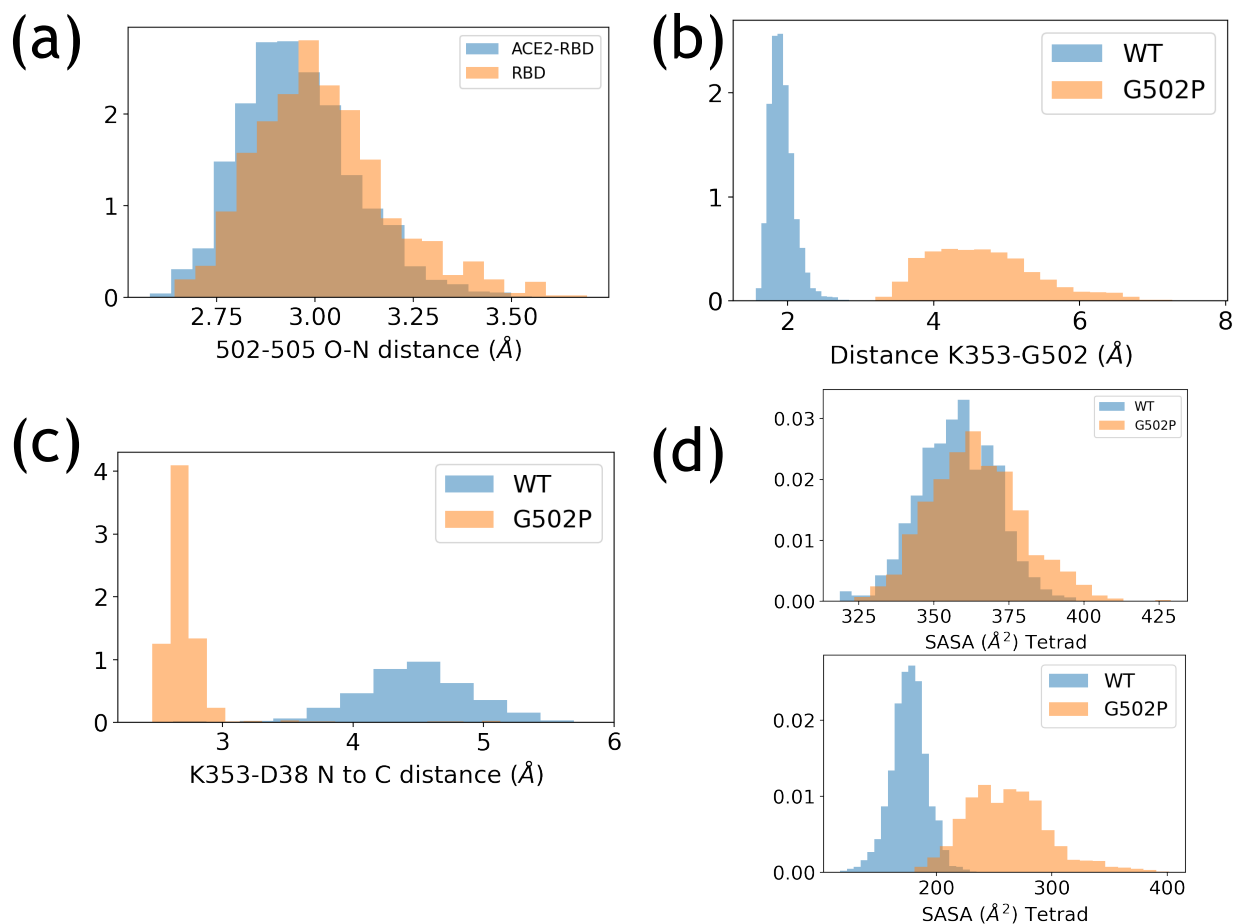 (a)
ACE2-RBD
RBD
2
1
0
2.75 3.00 3.25 3.50
502-505 O-N distance (Å)
(b)
WT
G502P
2
1
0
2 4 6 8
Distance K353-G502 (Å)
(c)
WT
G502P
4
3
2
1
0
3 4 5 6
K353-D38 N to C distance (Å)
(d)
WT
G502P
0.03
0.02
0.01
0.00
325 350 375 400 425
SASA (Å²) Tetrad
WT
G502P
0.02
0.01
0.00
200 300 400
SASA (Å²) Tetrad